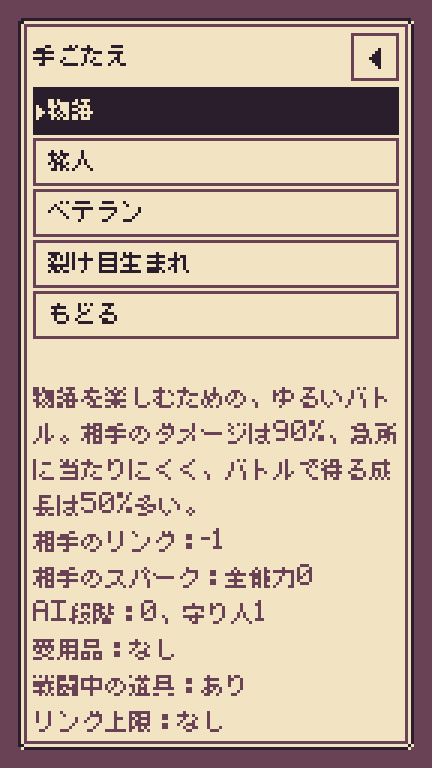 手ごたえ
物語
旅人
ベテラン
裂け目生まれ
もどる
物語を楽しむための、ゆるいバト
ル。相手のダメージは90%、急所
に当たりにくく、バトルで得る成
長は50%多い。
相手のリンク:-1
相手のスパーク:全能力0
AI段階:0、守り人1
愛用品:なし
戦闘中の道具:あり
リンク上限:なし